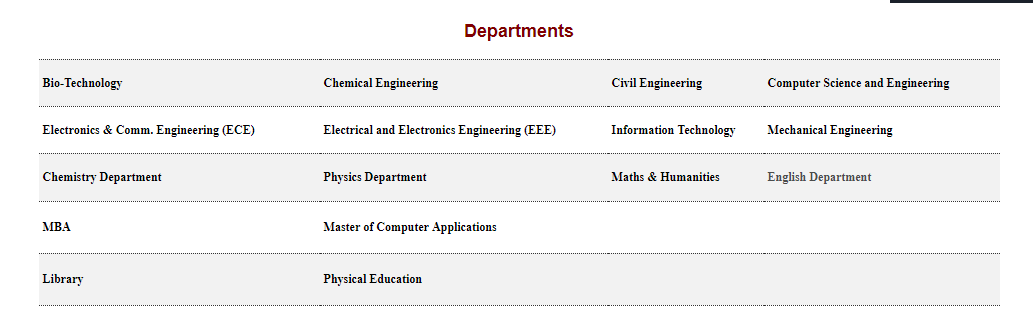 Departments
Bio-Technology Chemical Engineering Civil Engineering Computer Science and Engineering
Electronics & Comm. Engineering (ECE) Electrical and Electronics Engineering (EEE) Information Technology Mechanical Engineering
Chemistry Department Physics Department Maths & Humanities English Department
MBA Master of Computer Applications
Library Physical Education